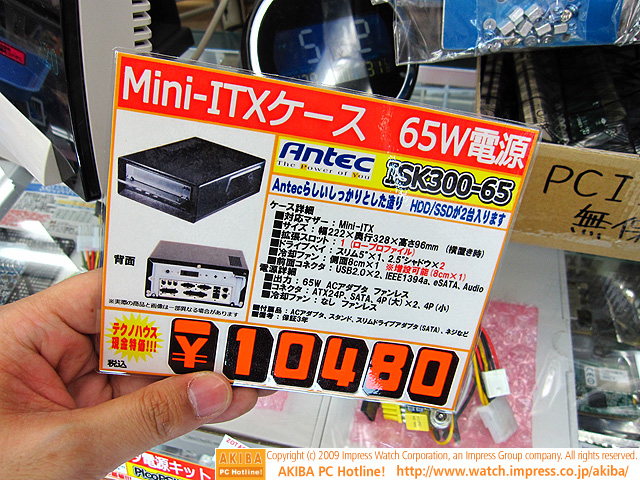 Mini-ITXケース 65W電源
Antec
The Power of You
ISK300-65
Antecらしいしっかりとした造り HDD/SSDが2台入ります
ケース詳細
■対応マザー：Mini-ITX
■サイズ：幅222×奥行328×高さ96mm (横置き時)
■拡張スロット：1 (ロープロファイル)
■ドライブベイ：スリム5"×1、2.5"シャドウ×2
■冷却ファン：側面8cm×1 ※増設可能(8cm×1)
■前面コネクタ：USB2.0×2、IEEE1394a、eSATA、Audio
電源詳細
■出力：65W ACアダプタ ファンレス
■コネクタ：ATX24P、SATA、4P(大)×2、4P(小)
■冷却ファン：なし ファンレス
■付属品：ACアダプタ、スタンド、スリムドライブアダプタ(SATA)、ネジなど
■備考：保証3年
背面
※実際の商品と画像は一部異なる場合があります
テクノハウス
現金特価!!!
税込
¥10480
PCI
AKIBA
PC Hotline!
Copyright (c) 2009 Impress Watch Corporation, an Impress Group company. All rights reserved.
AKIBA PC Hotline! http://www.watch.impress.co.jp/akiba/
電源キット